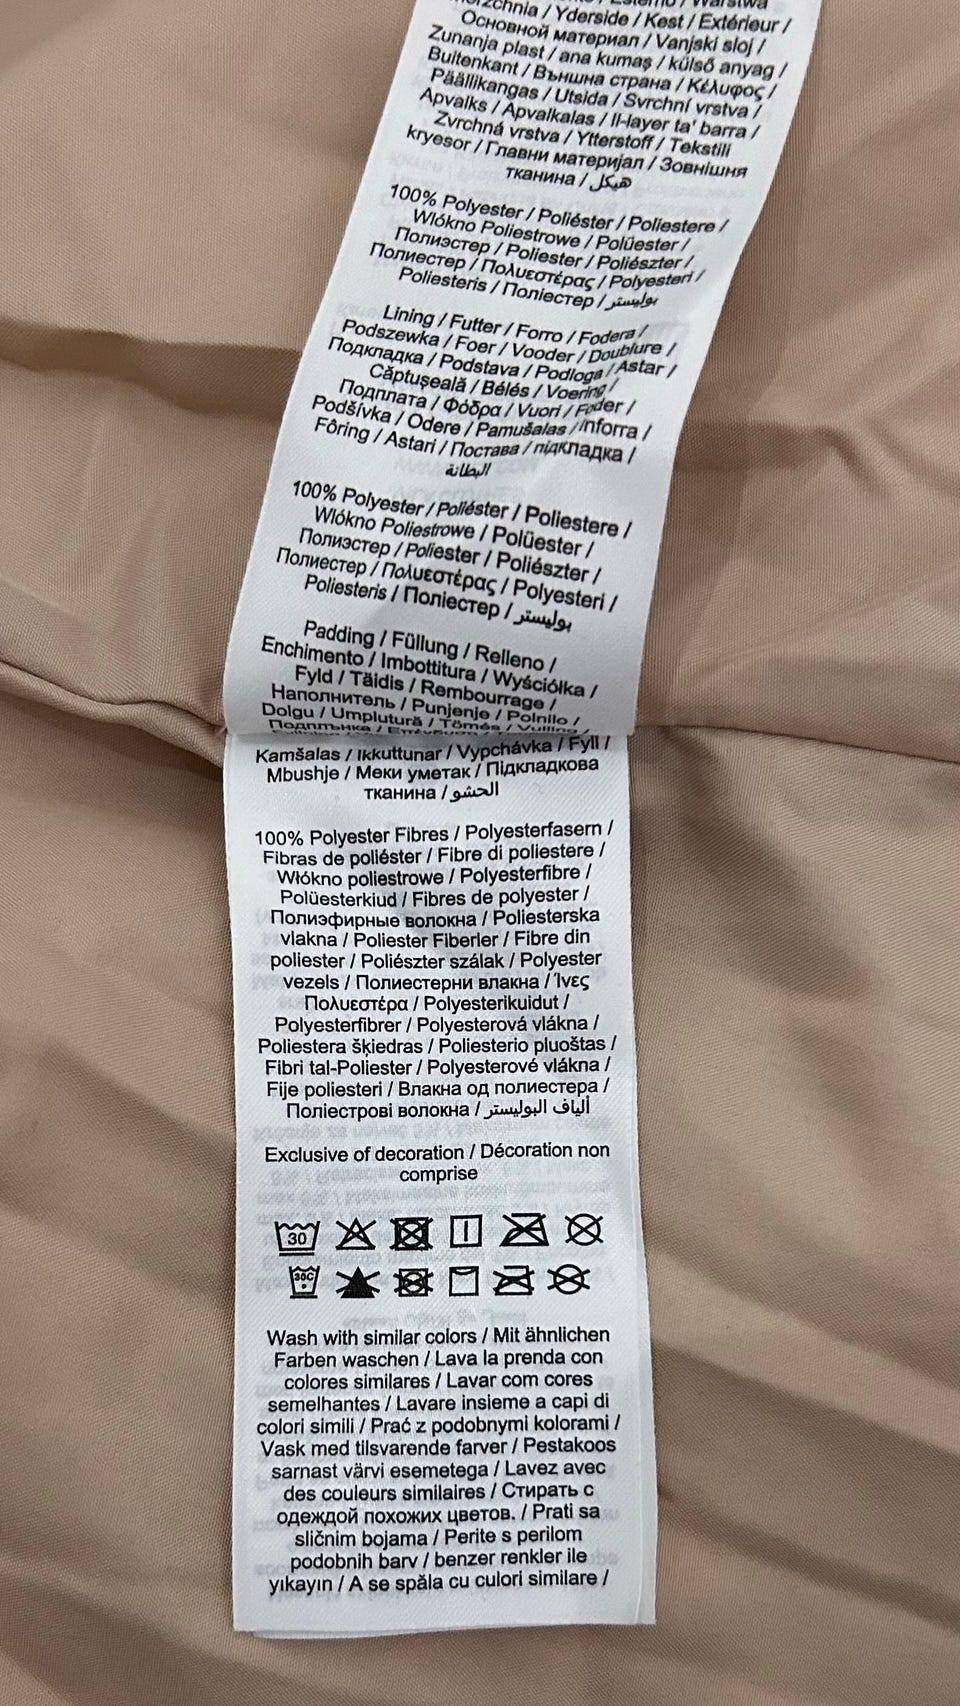 Wierzchnia / Yderside / Kest / Extérieur /
Основной материал / Vanjski sloj /
Zunanja plast / ana kumaş / külső anyag /
Buitenkant / Външна страна / Κέλυφος /
Päällikangas / Utsida / Svrchní vrstva /
Apvalks / Apvalkalas / Il-layer ta' barra /
Zvrchná vrstva / Ytterstoff / Tekstili
kryesor / Главни материјал / Зовнішня
тканина / هيكل
100% Polyester / Poliéster / Poliestere /
Wlókno Poliestrowe / Polüester /
Полиэстер / Poliester / Poliészter /
Полиестер / Πολυεστέρας / Polyesteri /
Poliesteris / Поліестер / بوليستر
Lining / Futter / Forro / Fodera /
Podszewka / Foer / Vooder / Doublure /
Подкладка / Podstava / Podloga / Astar /
Căptuşeală / Bélés / Voering /
Подплата / Φόδρα / Vuori / Foder /
Podšívka / Odere / Pamušalas / Inforra /
Fôring / Astari / Постава / підкладка /
البطانة
100% Polyester / Poliéster / Poliestere /
Wlókno Poliestrowe / Polüester /
Полиэстер / Poliester / Poliészter /
Полиестер / Πολυεστέρας / Polyesteri /
Poliesteris / Поліестер / بوليستر
Padding / Füllung / Relleno /
Enchimento / Imbottitura / Wyściółka /
Fyld / Täidis / Rembourrage /
Наполнитель / Punjenje / Polnilo /
Dolgu / Umplutură / Tömés / Vulling /
Kamšalas / Ikkuttunar / Vypchávka / Fyll /
Mbushje / Меки уметак / Підкладкова
тканина / الحشو
100% Polyester Fibres / Polyesterfasern /
Fibras de poliéster / Fibre di poliestere /
Włókno poliestrowe / Polyesterfibre /
Polüesterkiud / Fibres de polyester /
Полиэфирные волокна / Poliesterska
vlakna / Poliester Fiberler / Fibre din
poliester / Poliészter szálak / Polyester
vezels / Полиестерни влакна / Ίνες
Πολυεστέρα / Polyesterikuidut /
Polyesterfibrer / Polyesterová vlákna /
Poliestera šķiedras / Poliesterio pluoštas /
Fibri tal-Poliester / Polyesterové vlákna /
Fije poliesteri / Влакна од полиестера /
Поліестрові волокна / ألياف البوليستر
Exclusive of decoration / Décoration non
comprise
30
30C
Wash with similar colors / Mit ähnlichen
Farben waschen / Lava la prenda con
colores similares / Lavar com cores
semelhantes / Lavare insieme a capi di
colori simili / Prać z podobnymi kolorami /
Vask med tilsvarende farver / Pestakoos
sarnast värvi esemetega / Lavez avec
des couleurs similaires / Стирать с
одеждой похожих цветов. / Prati sa
sličnim bojama / Perite s perilom
podobnih barv / benzer renkler ile
yıkayın / A se spăla cu culori similare /